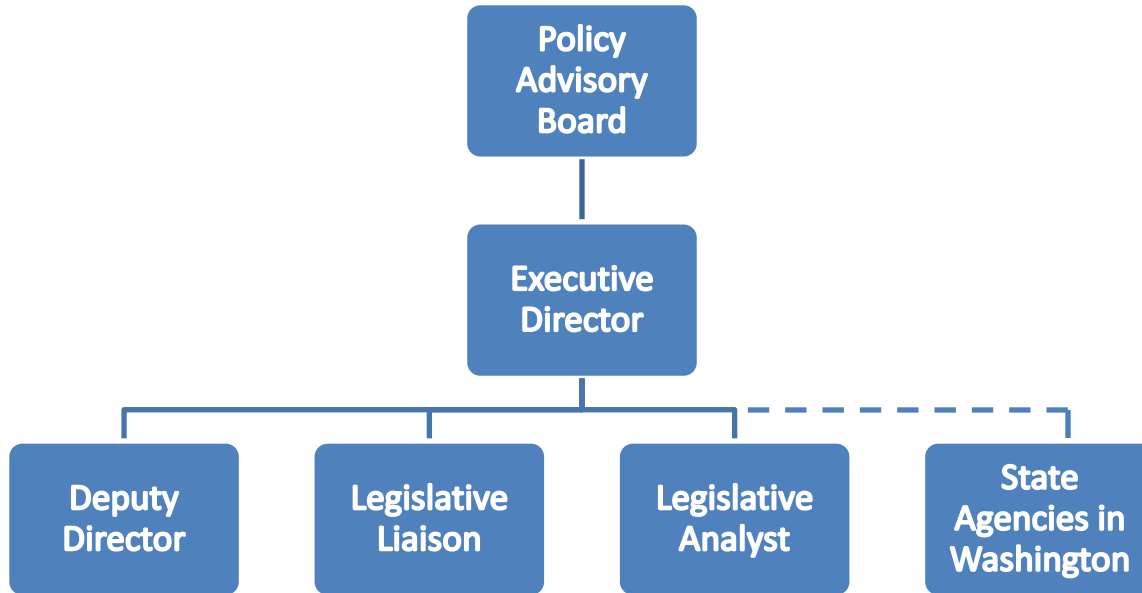 Policy
Advisory
Board
Executive
Director
Deputy
Director
Legislative
Liaison
Legislative
Analyst
State
Agencies in
Washington